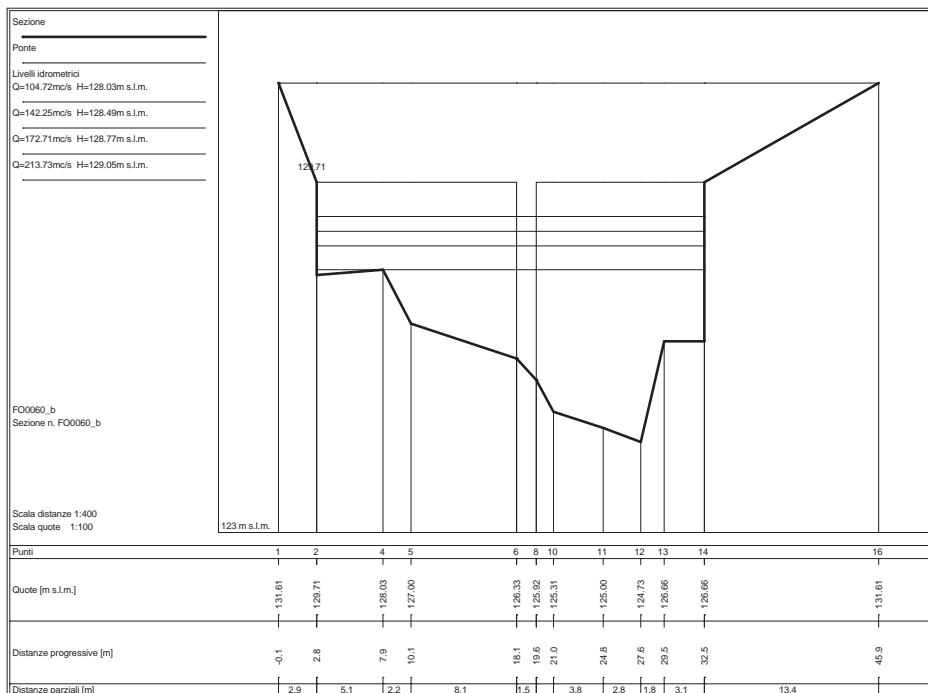 Sezione
Ponte
Livelli idrometrici
Q=104.72mc/s H=128.03m s.l.m.
Q=142.25mc/s H=128.49m s.l.m.
Q=172.71mc/s H=128.77m s.l.m.
Q=213.73mc/s H=129.05m s.l.m.
129.71
FO0060_b
Sezione n. FO0060_b
Scala distanze 1:400
Scala quote 1:100
123 m s.l.m.
Punti 1 2 4 5 6 8 10 11 12 13 14 16
Quote [m s.l.m.] 131.61 129.71 128.03 127.00 126.33 125.92 125.31 125.00 124.73 126.66 126.66 131.61
Distanze progressive [m] -0.1 2.8 7.9 10.1 18.1 19.6 21.0 24.8 27.6 29.5 32.5 45.9
Distanze parziali [m] 2.9 5.1 2.2 8.1 1.5 3.8 2.8 1.8 3.1 13.4